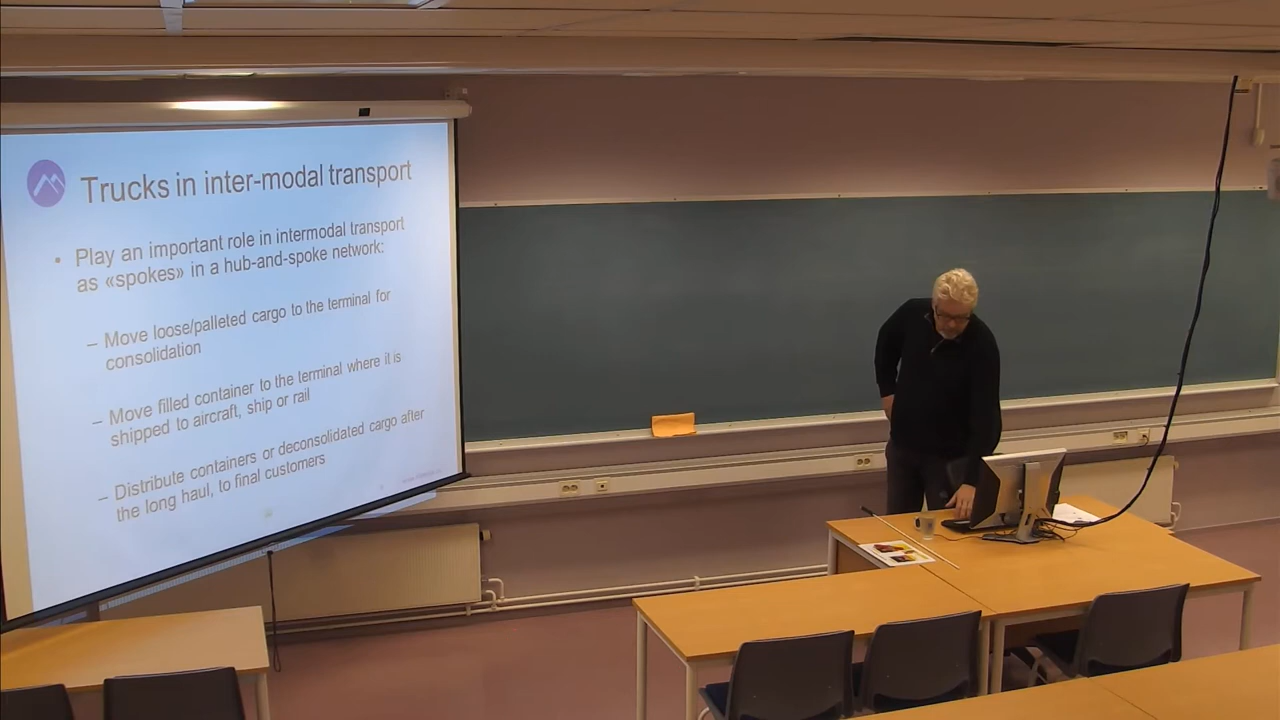 Trucks in inter-modal transport
• Play an important role in intermodal transport
as «spokes» in a hub-and-spoke network:
– Move loose/palleted cargo to the terminal for
consolidation
– Move filled container to the terminal where it is
shipped to aircraft, ship or rail
– Distribute containers or deconsolidated cargo after
the long haul, to final customers